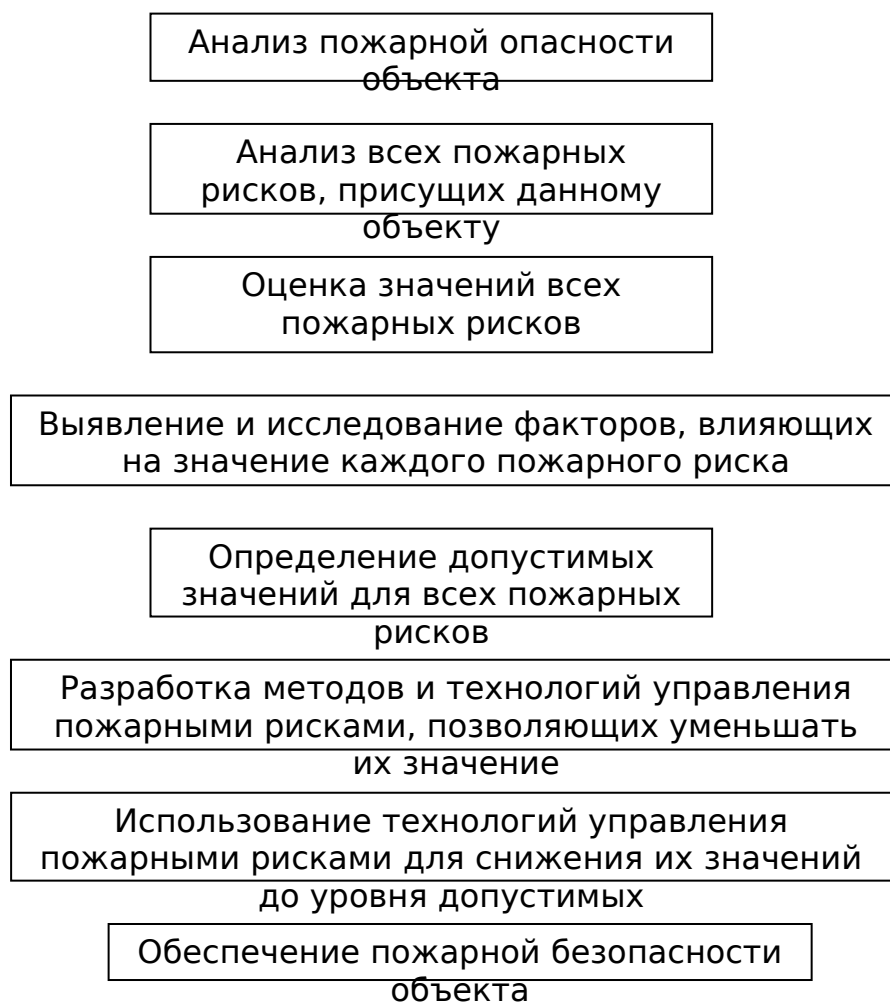 Анализ пожарной опасности
объекта
Анализ всех пожарных
рисков, присущих данному
объекту
Оценка значений всех
пожарных рисков
Выявление и исследование факторов, влияющих
на значение каждого пожарного риска
Определение допустимых
значений для всех пожарных
рисков
Разработка методов и технологий управления
пожарными рисками, позволяющих уменьшать
их значение
Использование технологий управления
пожарными рисками для снижения их значений
до уровня допустимых
Обеспечение пожарной безопасности
объекта